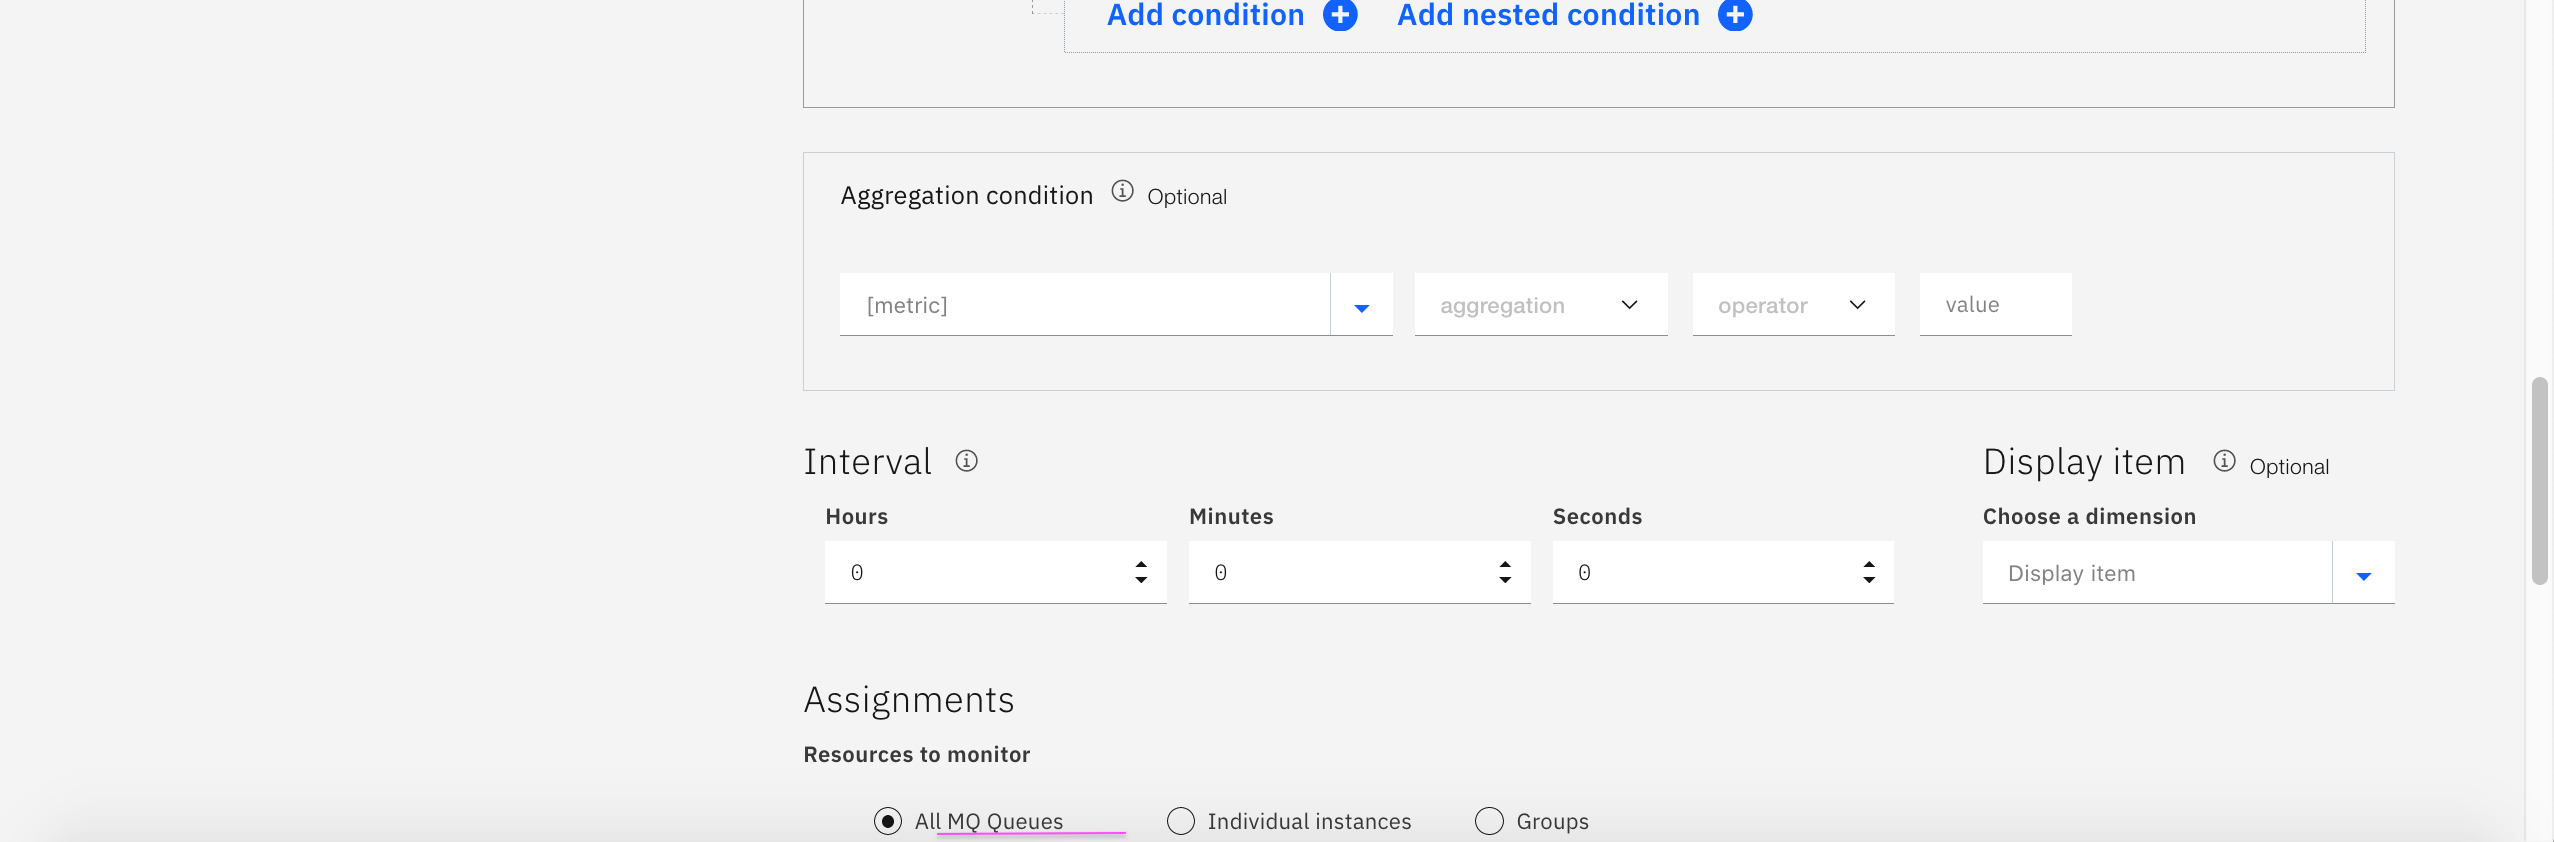 Add condition Add nested condition
Aggregation condition Optional
[metric] aggregation operator value
Interval Display item Optional
Hours Minutes Seconds Choose a dimension
0 0 0 Display item
Assignments
Resources to monitor
All MQ Queues Individual instances Groups